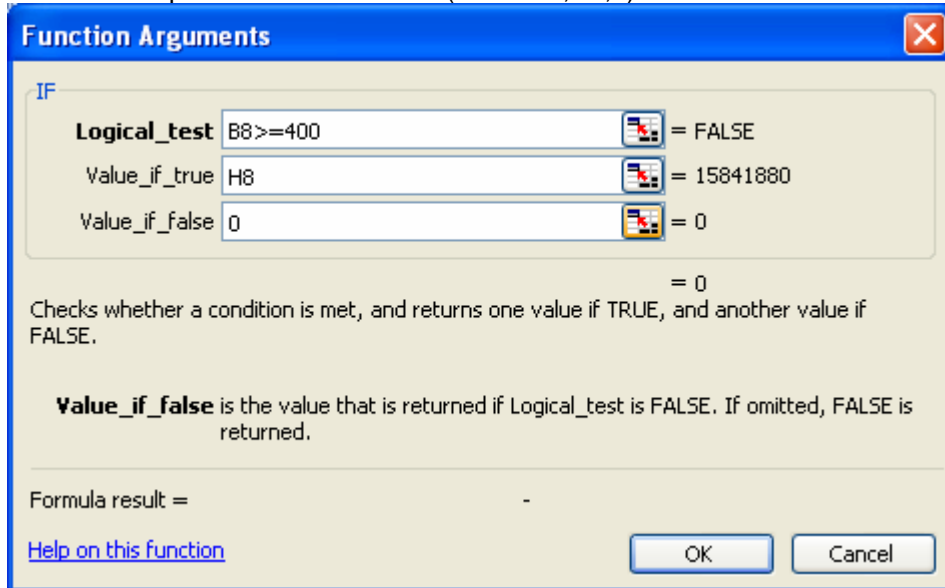 Function Arguments
IF
Logical_test B8>=400 = FALSE
Value_if_true H8 = 15841880
Value_if_false 0 = 0
= 0
Checks whether a condition is met, and returns one value if TRUE, and another value if
FALSE.
Value_if_false is the value that is returned if Logical_test is FALSE. If omitted, FALSE is
returned.
Formula result = -
Help on this function OK Cancel